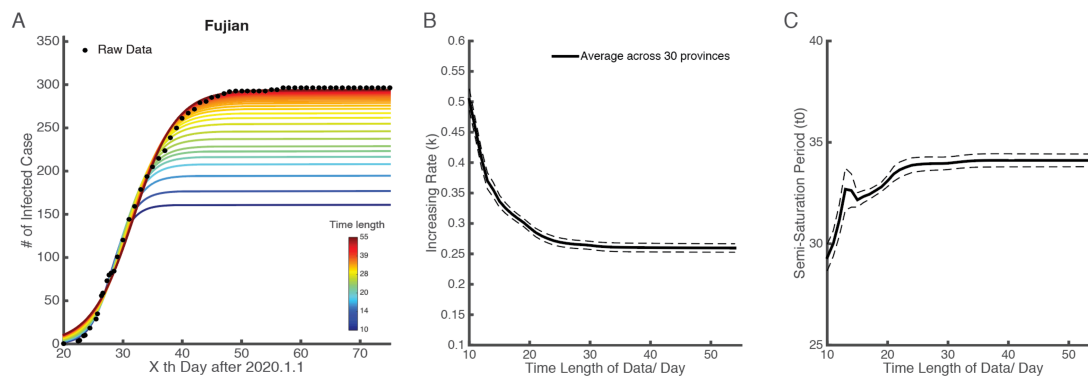 A
Fujian
350
300
250
200
150
100
50
0
Raw Data
# of Infected Case
Time length
55
39
28
20
14
10
20 30 40 50 60 70
X th Day after 2020.1.1
B
0.6
0.55
0.5
0.45
0.4
0.35
0.3
0.25
0.2
0.15
0.1
Average across 30 provinces
Increasing Rate (k)
10 20 30 40 50
Time Length of Data/ Day
C
40
35
30
25
Semi-Saturation Period (t0)
10 20 30 40 50
Time Length of Data/ Day